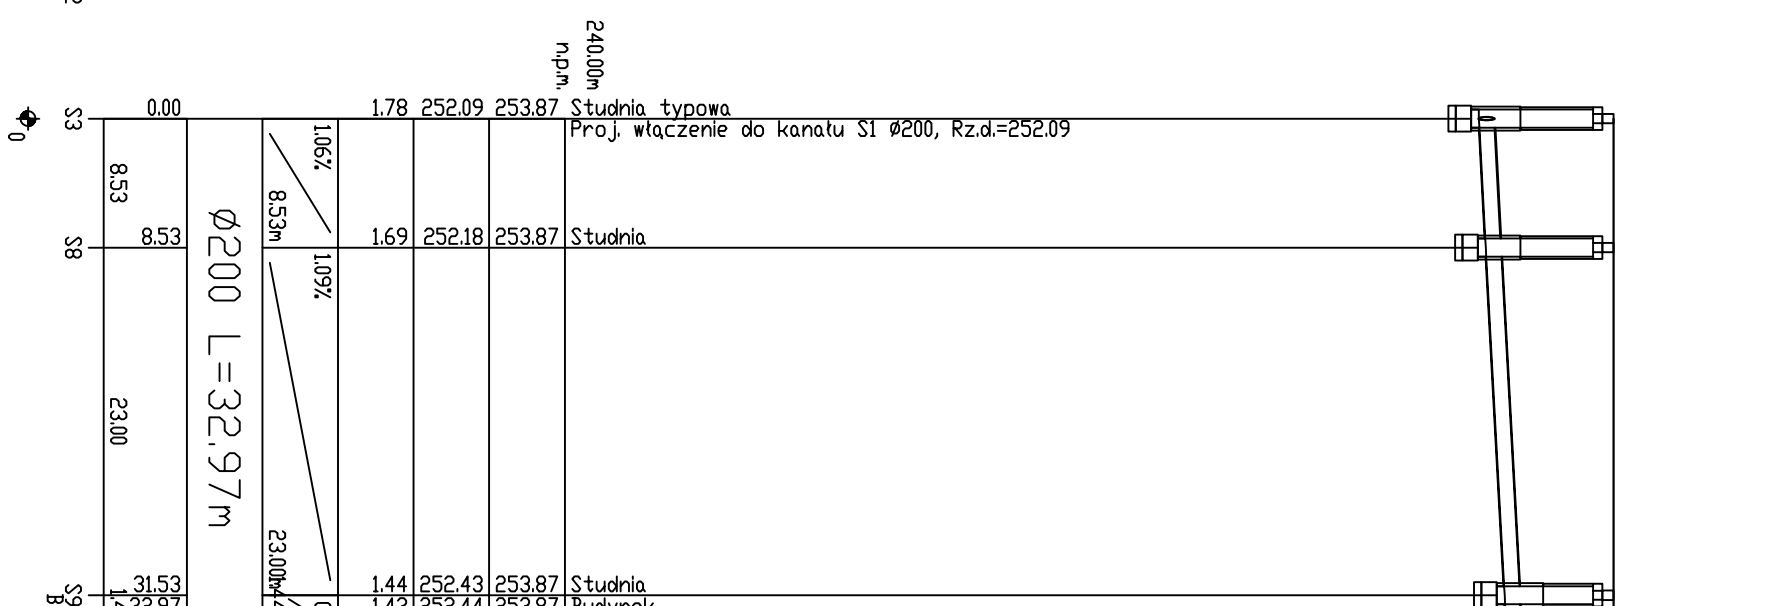 240.00m
n.p.m.
S3
0.00
1.78
252.09
253.87
Studnia typowa
Proj. włączenie do kanału S1 Ø200, Rz.d.=252.09
0
1.06%
8.53
8.53m
S8
8.53
1.69
252.18
253.87
Studnia
1.09%
Ø200 L=32.97m
23.00
23.00m
S9
31.53
1.44
252.43
253.87
Studnia
B